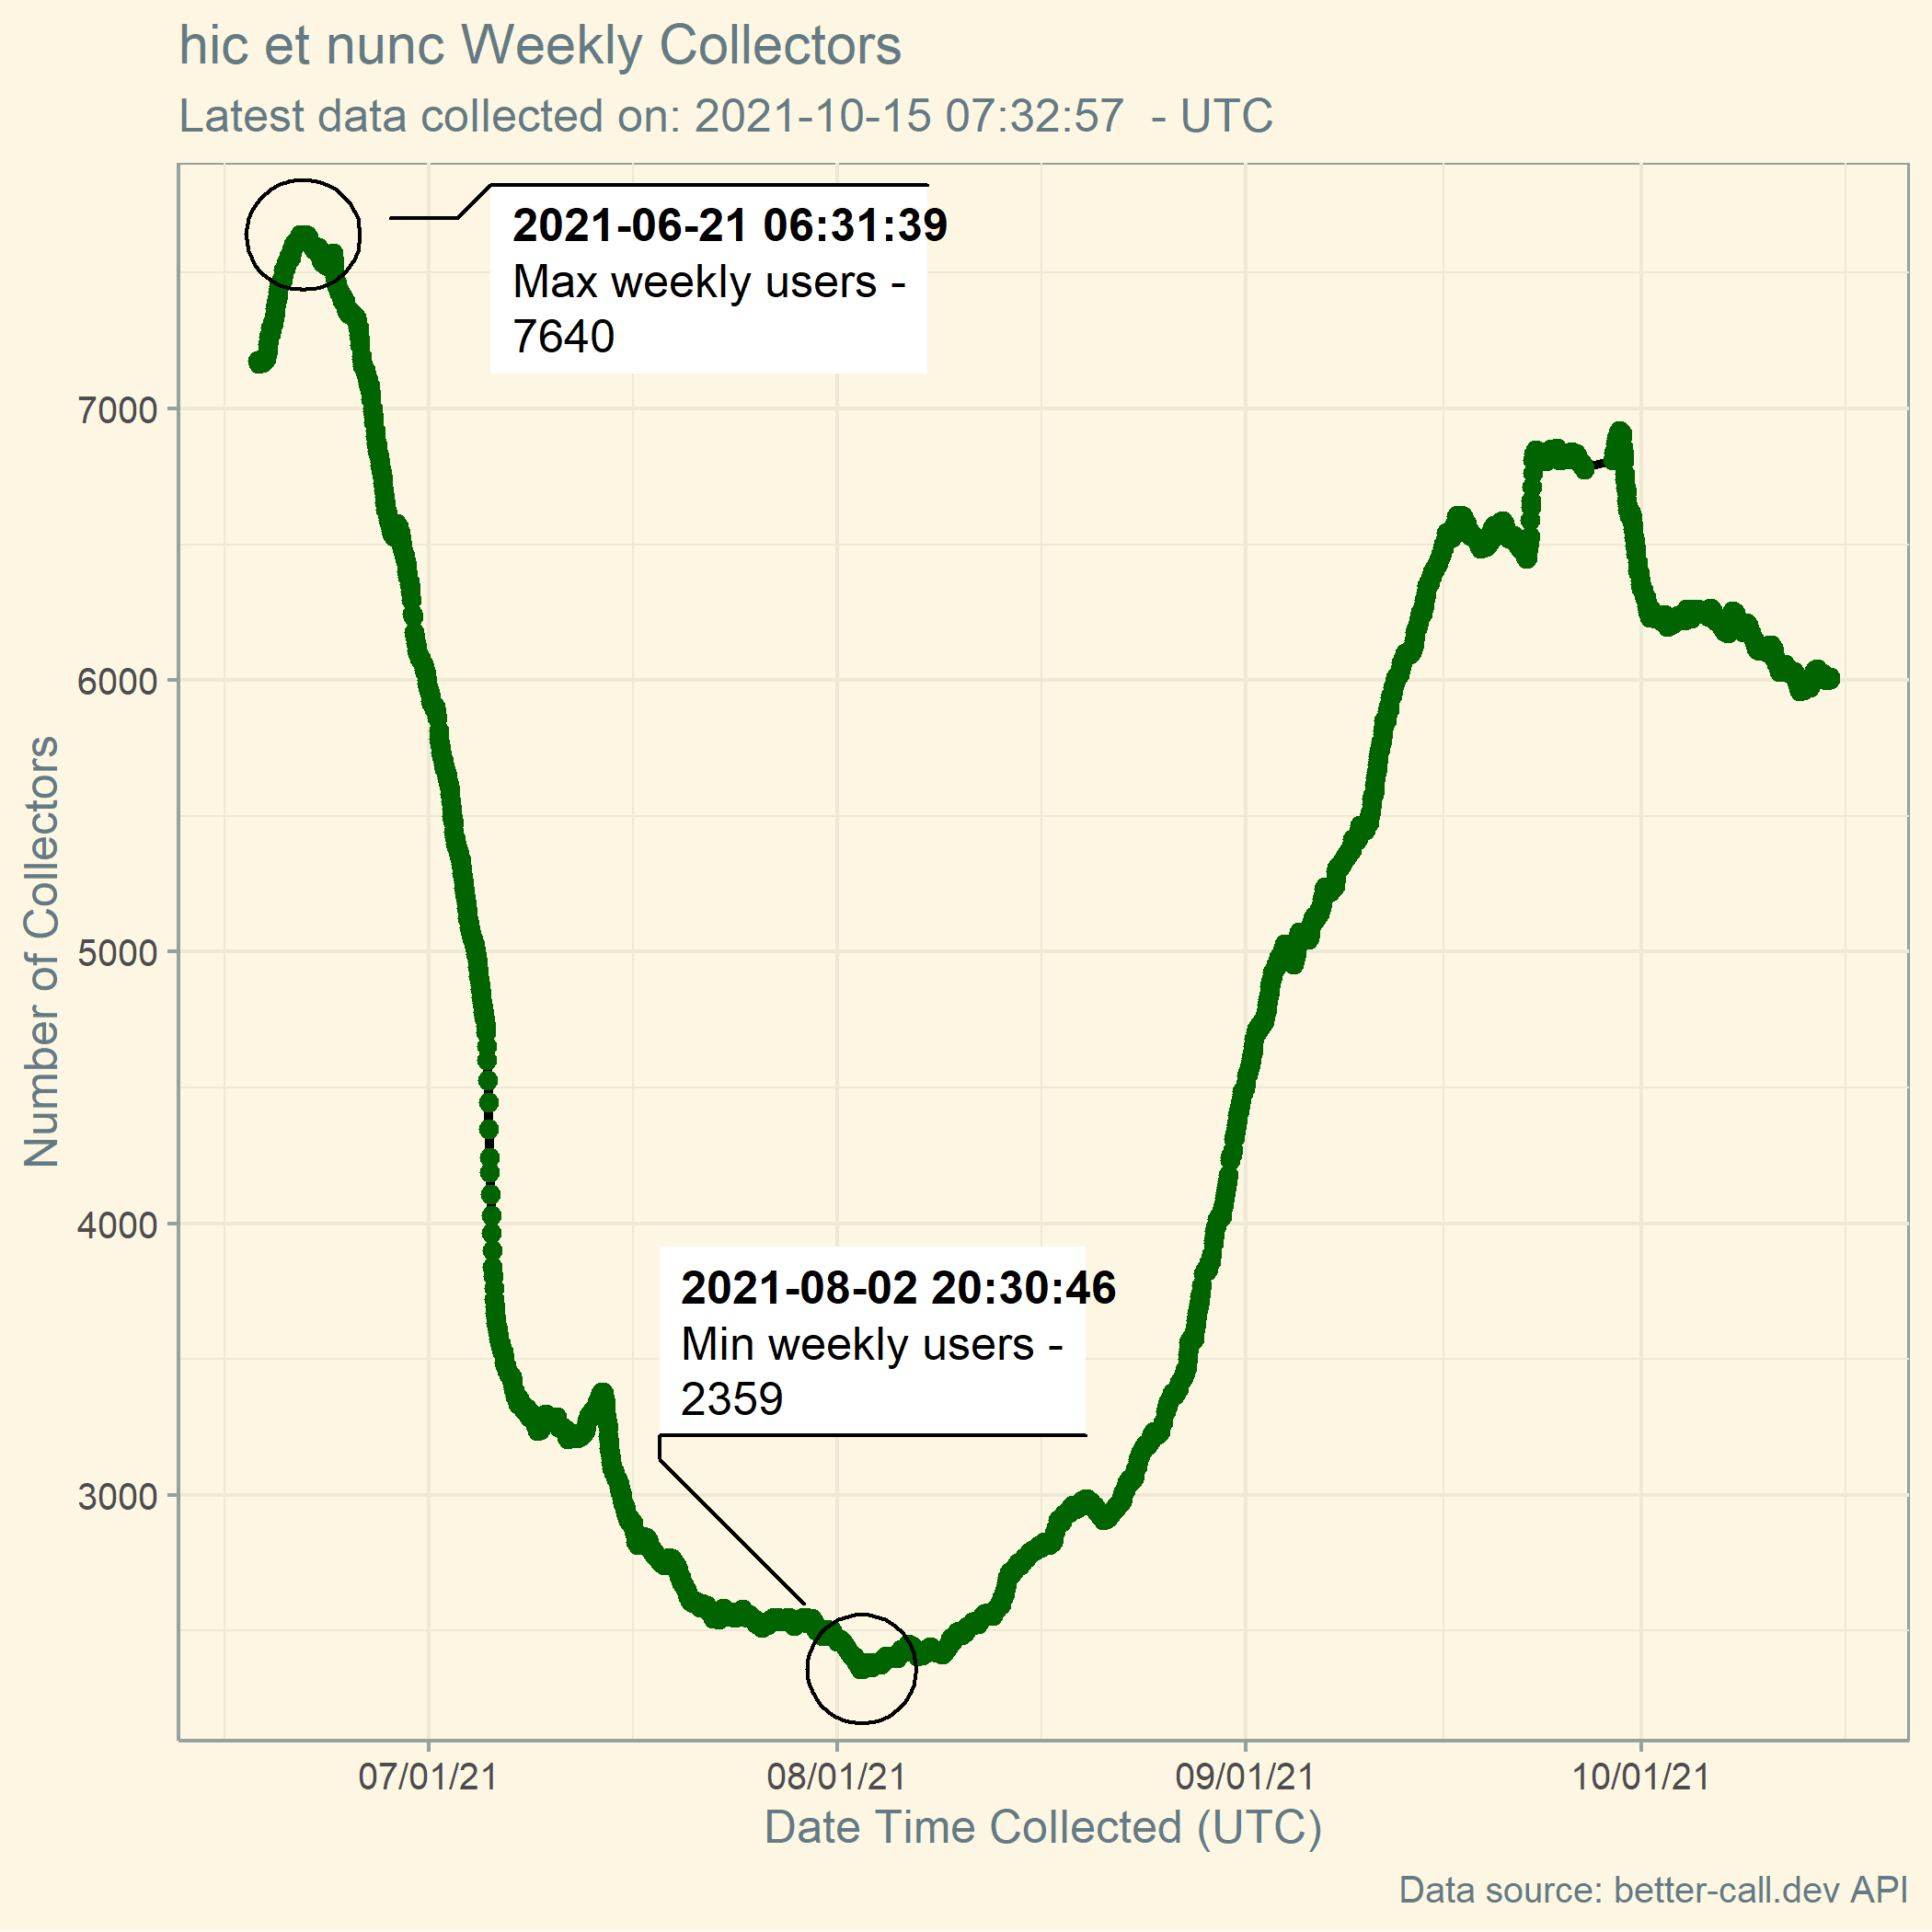 hic et nunc Weekly Collectors
Latest data collected on: 2021-10-15 07:32:57  - UTC
2021-06-21 06:31:39
Max weekly users -
7640
7000
6000
5000
4000
3000
Number of Collectors
2021-08-02 20:30:46
Min weekly users -
2359
07/01/21
08/01/21
09/01/21
10/01/21
Date Time Collected (UTC)
Data source: better-call.dev API